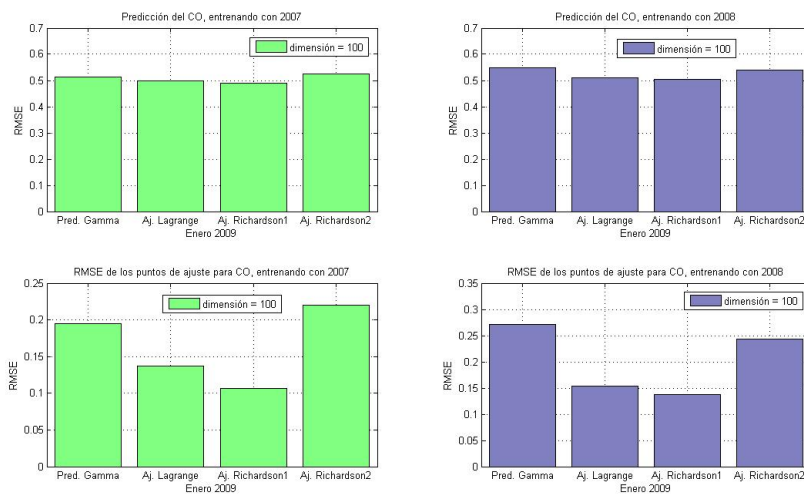 Predicción del CO, entrenando con 2007
0.7
0.6
0.5
0.4
0.3
0.2
0.1
0
RMSE
dimensión = 100
Pred. Gamma Aj. Lagrange Aj. Richardson1 Aj. Richardson2
Enero 2009
Predicción del CO, entrenando con 2008
0.7
0.6
0.5
0.4
0.3
0.2
0.1
0
RMSE
dimensión = 100
Pred. Gamma Aj. Lagrange Aj. Richardson1 Aj. Richardson2
Enero 2009
RMSE de los puntos de ajuste para CO, entrenando con 2007
0.25
0.2
0.15
0.1
0.05
0
RMSE
dimensión = 100
Pred. Gamma Aj. Lagrange Aj. Richardson1 Aj. Richardson2
Enero 2009
RMSE de los puntos de ajuste para CO, entrenando con 2008
0.35
0.3
0.25
0.2
0.15
0.1
0.05
0
RMSE
dimensión = 100
Pred. Gamma Aj. Lagrange Aj. Richardson1 Aj. Richardson2
Enero 2009